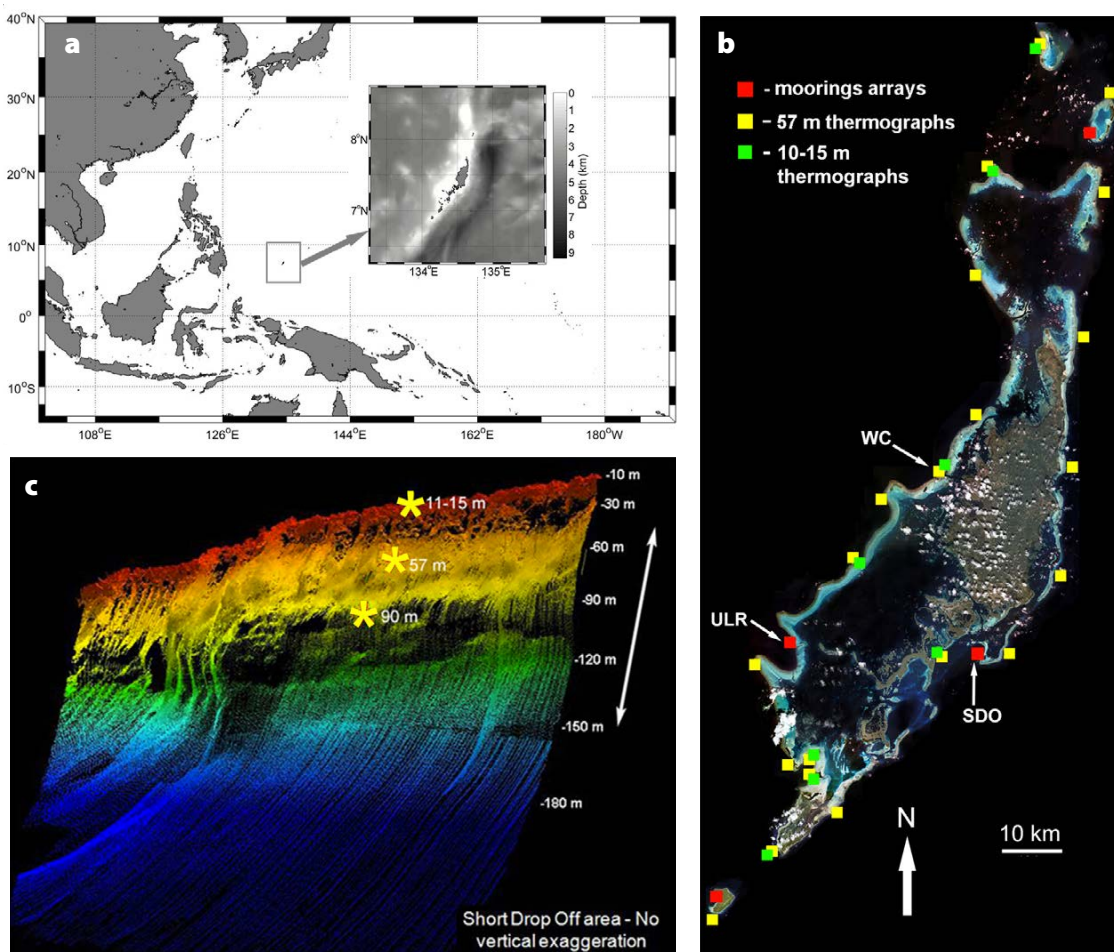 a
40°N
30°N
20°N
10°N
0°
10°S
108°E
126°E
144°E
162°E
180°W
8°N
7°N
134°E
135°E
0
1
2
3
4
5
6
7
8
9
Depth (km)
b
- moorings arrays
- 57 m thermographs
- 10-15 m
thermographs
WC
ULR
SDO
N
10 km
c
-10 m
-30 m
-60 m
-90 m
-120 m
-150 m
-180 m
11-15 m
57 m
90 m
Short Drop Off area - No
vertical exaggeration